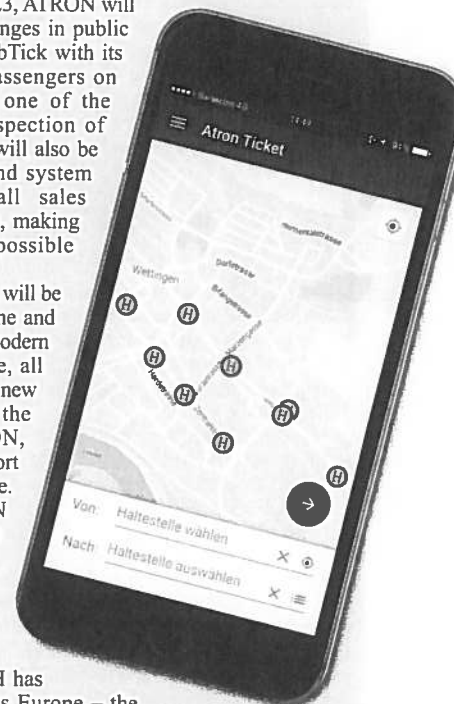 3, ATRON will
nges in public
bTick with its
assengers on
one of the
spection of
will also be
nd system
all sales
, making
possible
will be
ne and
odern
e, all
new
the
ON,
ort
e.
N
H has
s Europe – the
Atron Ticket
Wettingen
H
H
H
H
H
H
H
H
Von: Haltestelle wählen
Nach: Haltestelle auswählen